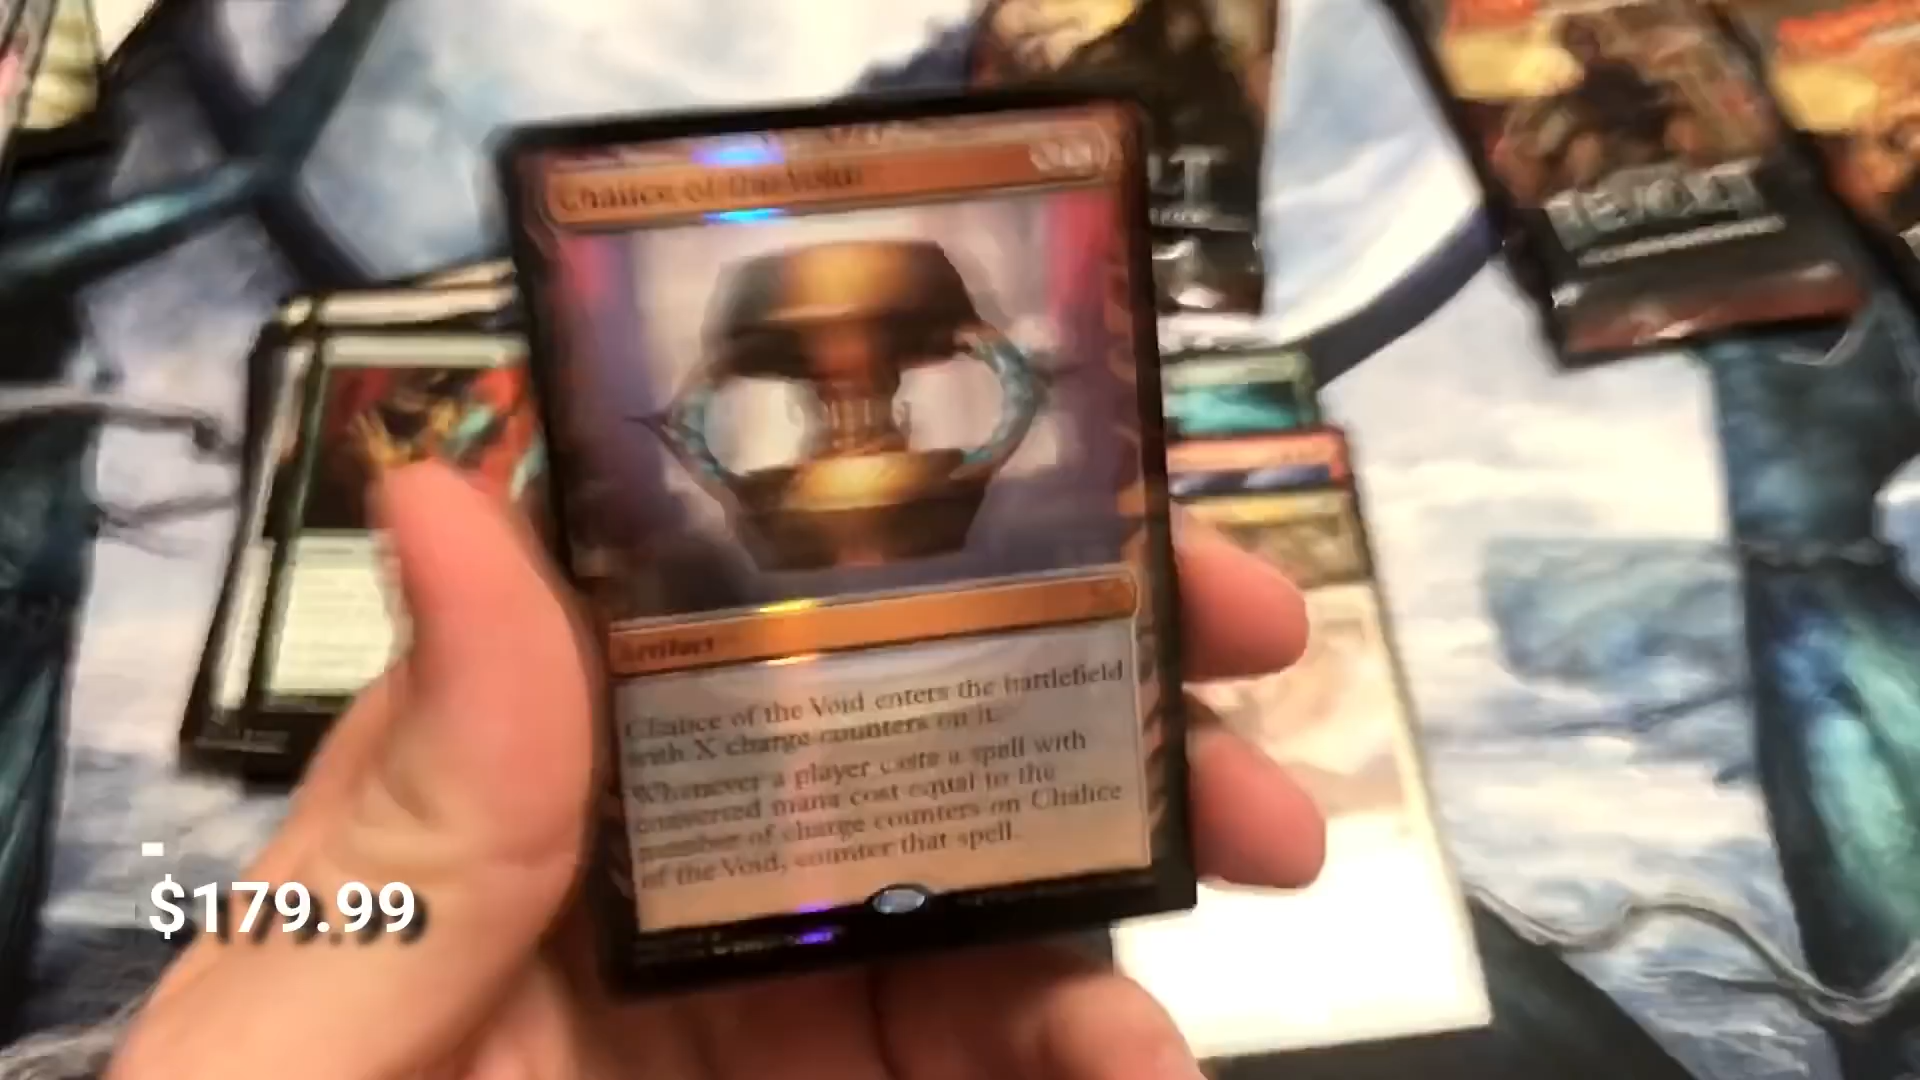 Chalice of the Void
REVOLT
Artifact
Chalice of the Void enters the battlefield
with X charge counters on it.
Whenever a player casts a spell with
converted mana cost equal to the
number of charge counters on Chalice
of the Void, counter that spell.
-
$179.99